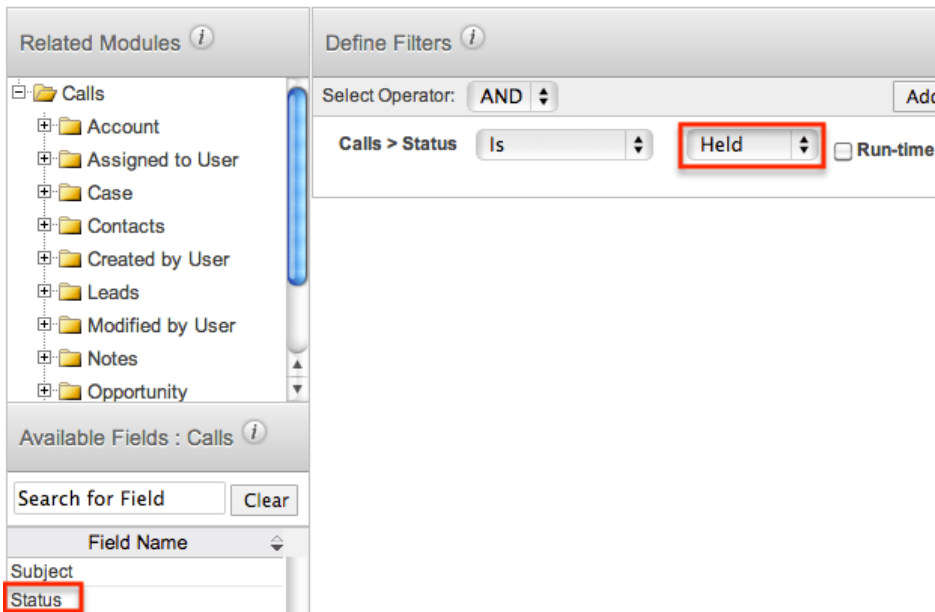 Related Modules i
Calls
Account
Assigned to User
Case
Contacts
Created by User
Leads
Modified by User
Notes
Opportunity
Available Fields : Calls i
Search for Field Clear
Field Name
Subject
Status
Define Filters i
Select Operator: AND Add
Calls > Status Is Held Run-time